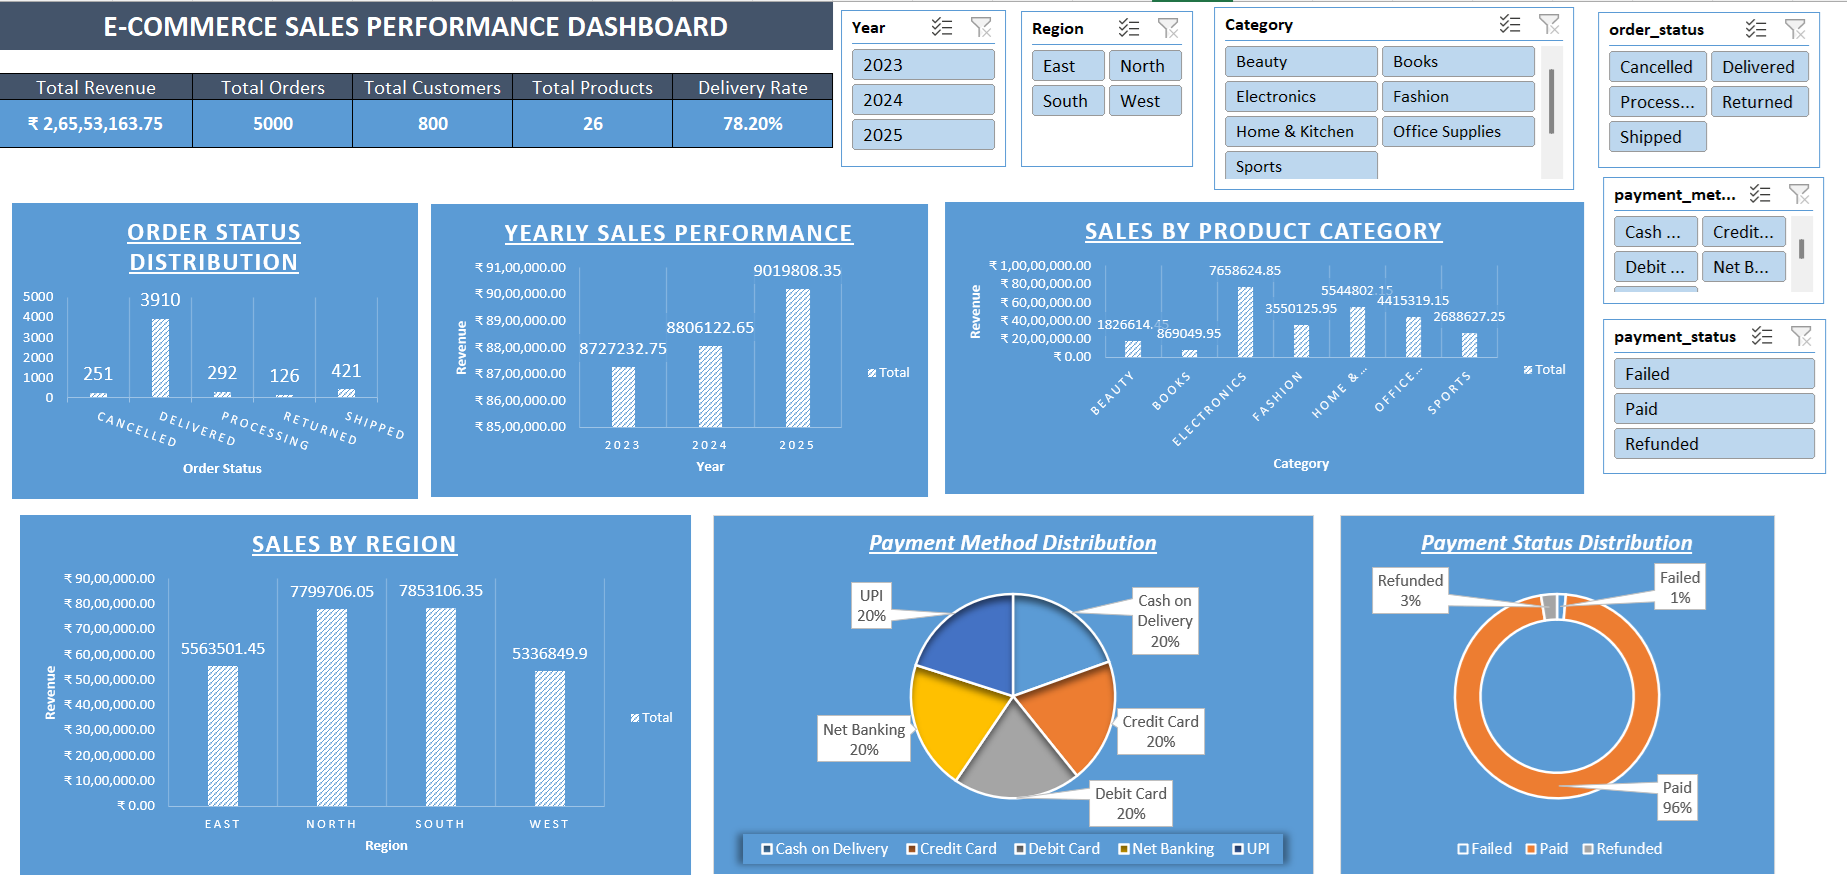 E-COMMERCE SALES PERFORMANCE DASHBOARD
Total Revenue
Total Orders
Total Customers
Total Products
Delivery Rate
₹ 2,65,53,163.75
5000
800
26
78.20%
Year
2023
2024
2025
Region
East
North
South
West
Category
Beauty
Books
Electronics
Fashion
Home & Kitchen
Office Supplies
Sports
order_status
Cancelled
Delivered
Process...
Returned
Shipped
payment_met...
Cash ...
Credit...
Debit ...
Net B...
payment_status
Failed
Paid
Refunded
ORDER STATUS
DISTRIBUTION
5000
4000
3000
2000
1000
0
251
3910
292
126
421
CANCELLED
DELIVERED
PROCESSING
RETURNED
SHIPPED
Order Status
YEARLY SALES PERFORMANCE
₹ 91,00,000.00
₹ 90,00,000.00
₹ 89,00,000.00
₹ 88,00,000.00
₹ 87,00,000.00
₹ 86,00,000.00
₹ 85,00,000.00
Revenue
8727232.75
8806122.65
9019808.35
2023
2024
2025
Year
Total
SALES BY PRODUCT CATEGORY
₹ 1,00,00,000.00
₹ 80,00,000.00
₹ 60,00,000.00
₹ 40,00,000.00
₹ 20,00,000.00
₹ 0.00
Revenue
1826614.45
869049.95
7658624.85
3550125.95
5544802.15
4415319.15
2688627.25
BEAUTY
BOOKS
ELECTRONICS
FASHION
HOME &...
OFFICE...
SPORTS
Category
Total
SALES BY REGION
₹ 90,00,000.00
₹ 80,00,000.00
₹ 70,00,000.00
₹ 60,00,000.00
₹ 50,00,000.00
₹ 40,00,000.00
₹ 30,00,000.00
₹ 20,00,000.00
₹ 10,00,000.00
₹ 0.00
Revenue
5563501.45
7799706.05
7853106.35
5336849.9
EAST
NORTH
SOUTH
WEST
Region
Total
Payment Method Distribution
UPI
20%
Cash on
Delivery
20%
Net Banking
20%
Credit Card
20%
Debit Card
20%
Cash on Delivery
Credit Card
Debit Card
Net Banking
UPI
Payment Status Distribution
Refunded
3%
Failed
1%
Paid
96%
Failed
Paid
Refunded